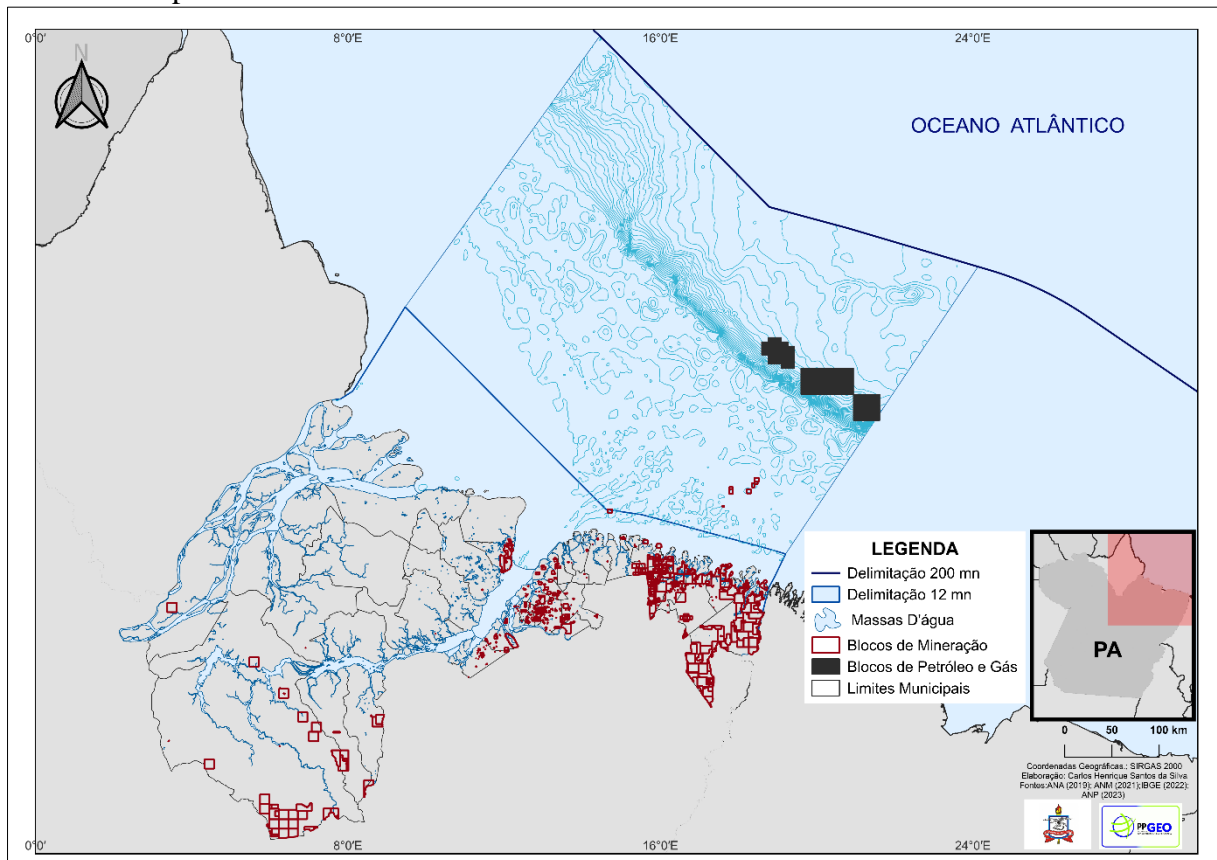 0°0'
8°0'E
16°0'E
24°0'E
N
OCEANO ATLÂNTICO
LEGENDA
Delimitação 200 mn
Delimitação 12 mn
Massas D'água
Blocos de Mineração
Blocos de Petróleo e Gás
Limites Municipais
PA
0 50 100 km
Coordenadas Geográficas.: SIRGAS 2000
Elaboração: Carlos Henrique Santos da Silva
Fontes:ANA (2019); ANM (2021);IBGE (2022);
ANP (2023)
PPGEO
0°0'
8°0'E
16°0'E
24°0'E